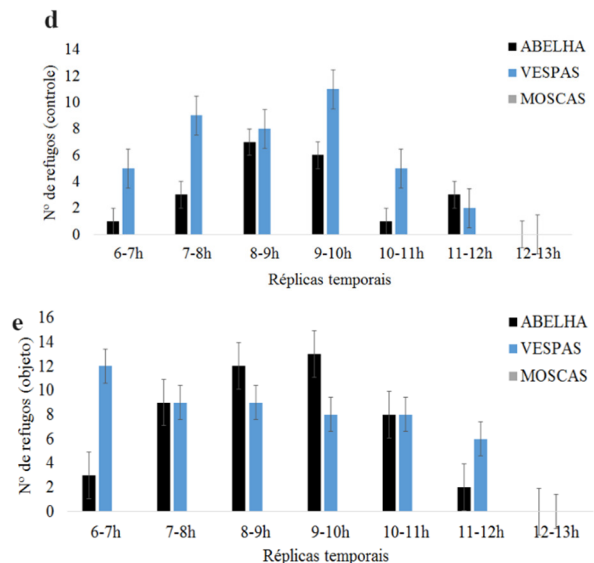 d
14
12
10
8
6
4
2
0
Nº de refugos (controle)
ABELHA
VESPAS
MOSCAS
6-7h 7-8h 8-9h 9-10h 10-11h 11-12h 12-13h
Réplicas temporais
e
16
14
12
10
8
6
4
2
0
Nº de refugos (objeto)
ABELHA
VESPAS
MOSCAS
6-7h 7-8h 8-9h 9-10h 10-11h 11-12h 12-13h
Réplicas temporais